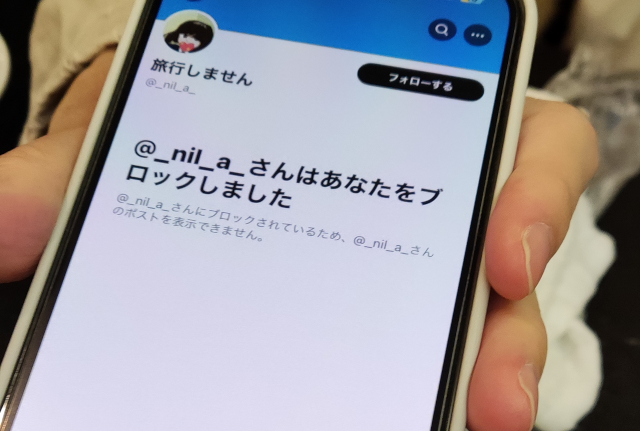 旅行しません
フォローする
@_nil_a_
@_nil_a_さんはあなたをブ
ロックしました
@_nil_a_さんにブロックされているため、@_nil_a_さん
のポストを表示できません。